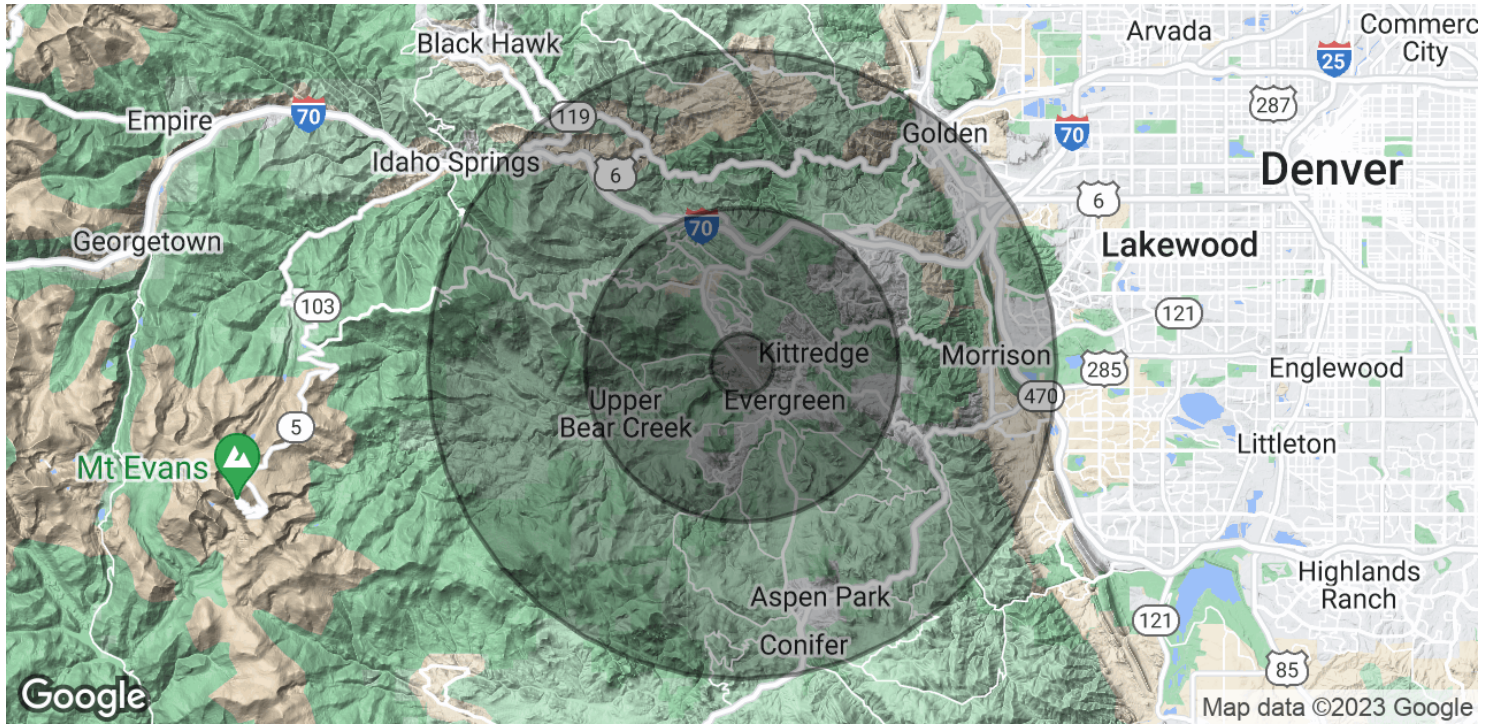 Arvada
Commerc
City
Black Hawk
25
287
Empire
70
119
Golden
70
Idaho Springs
6
Denver
6
Georgetown
70
Lakewood
103
121
Kittredge
Morrison
285
Englewood
Upper
Bear Creek
Evergreen
470
5
Littleton
Mt Evans
Aspen Park
Highlands
Ranch
121
Conifer
85
Google
Map data ©2023 Google